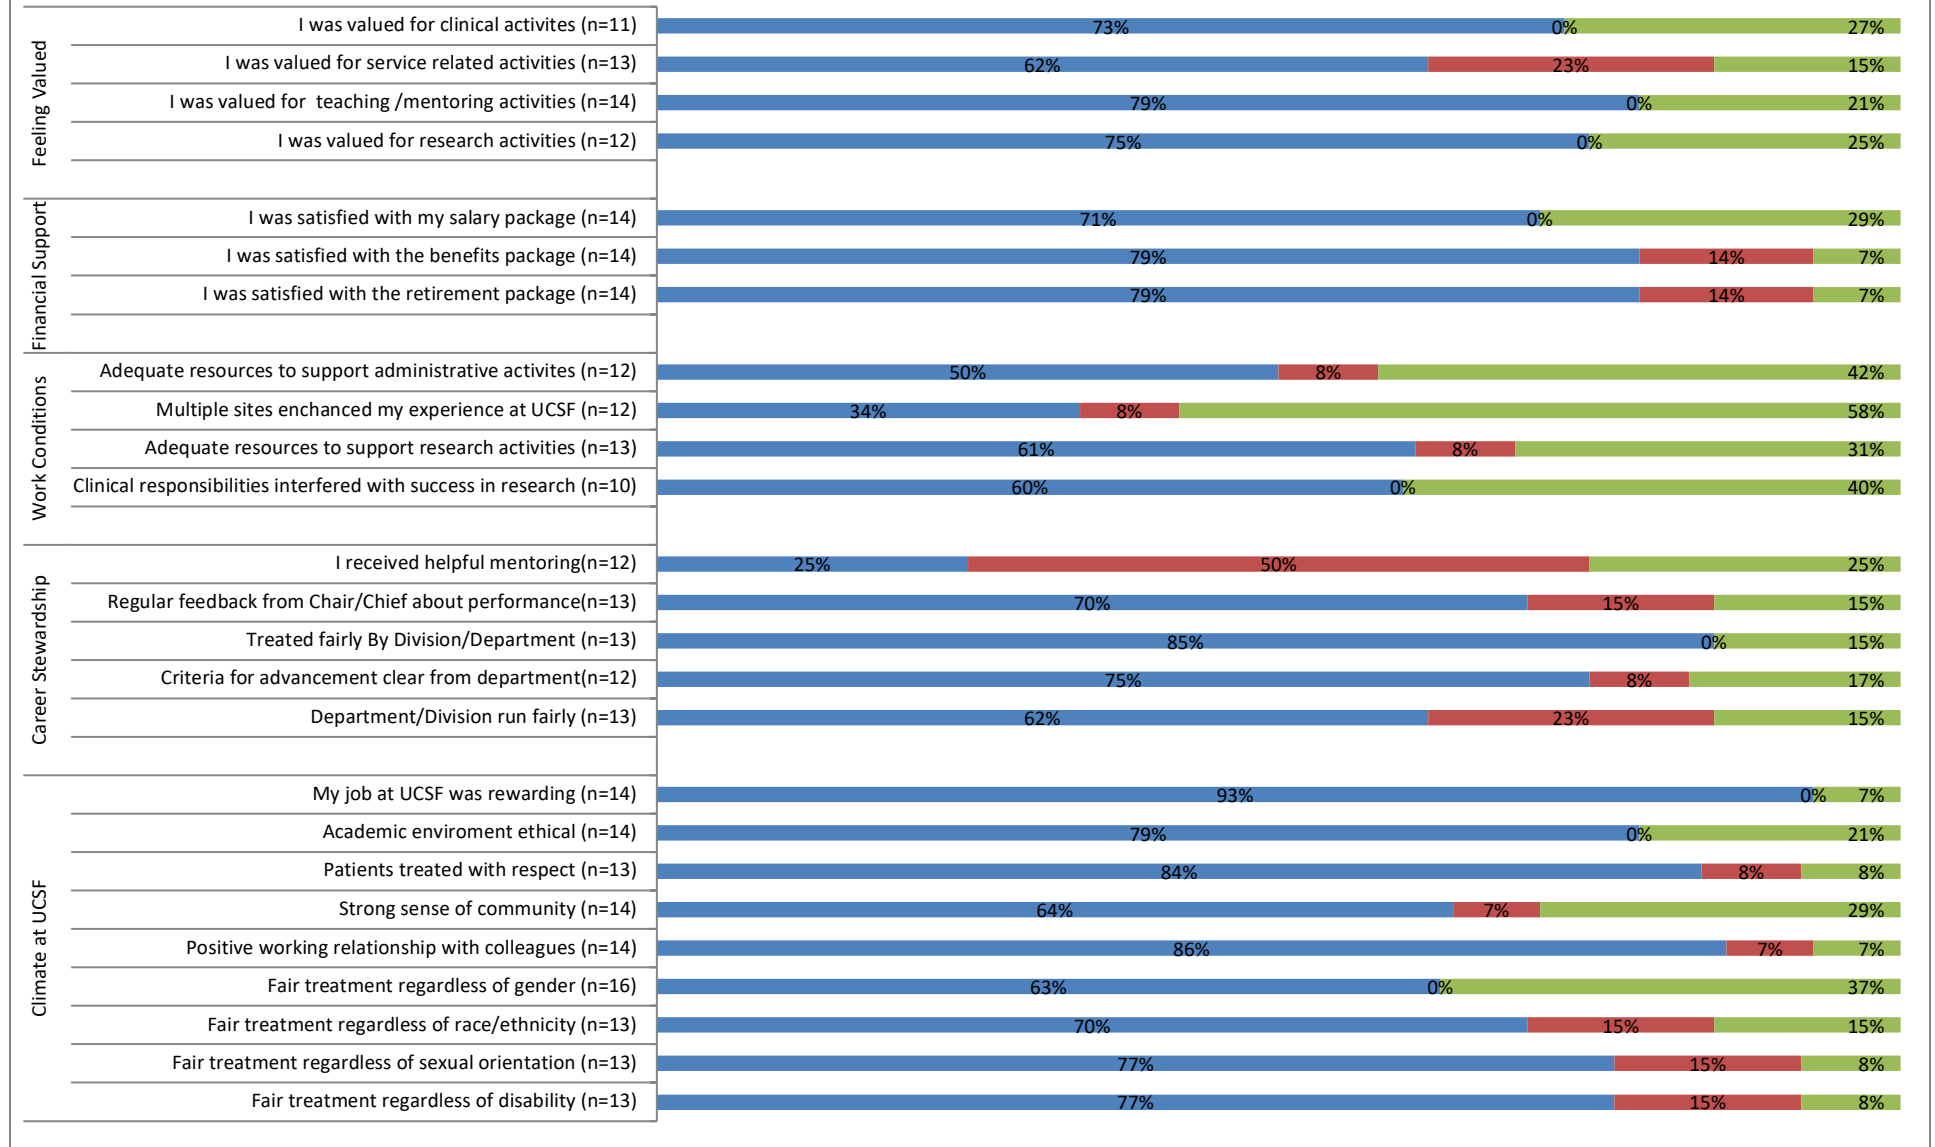 Feeling Valued
I was valued for clinical activites (n=11) 73% 0% 27%
I was valued for service related activities (n=13) 62% 23% 15%
I was valued for  teaching /mentoring activities (n=14) 79% 0% 21%
I was valued for research activities (n=12) 75% 0% 25%
Financial Support
I was satisfied with my salary package (n=14) 71% 0% 29%
I was satisfied with the benefits package (n=14) 79% 14% 7%
I was satisfied with the retirement package (n=14) 79% 14% 7%
Work Conditions
Adequate resources to support administrative activites (n=12) 50% 8% 42%
Multiple sites enchanced my experience at UCSF (n=12) 34% 8% 58%
Adequate resources to support research activities (n=13) 61% 8% 31%
Clinical responsibilities interfered with success in research (n=10) 60% 0% 40%
Career Stewardship
I received helpful mentoring(n=12) 25% 50% 25%
Regular feedback from Chair/Chief about performance(n=13) 70% 15% 15%
Treated fairly By Division/Department (n=13) 85% 0% 15%
Criteria for advancement clear from department(n=12) 75% 8% 17%
Department/Division run fairly (n=13) 62% 23% 15%
Climate at UCSF
My job at UCSF was rewarding (n=14) 93% 0% 7%
Academic enviroment ethical (n=14) 79% 0% 21%
Patients treated with respect (n=13) 84% 8% 8%
Strong sense of community (n=14) 64% 7% 29%
Positive working relationship with colleagues (n=14) 86% 7% 7%
Fair treatment regardless of gender (n=16) 63% 0% 37%
Fair treatment regardless of race/ethnicity (n=13) 70% 15% 15%
Fair treatment regardless of sexual orientation (n=13) 77% 15% 8%
Fair treatment regardless of disability (n=13) 77% 15% 8%